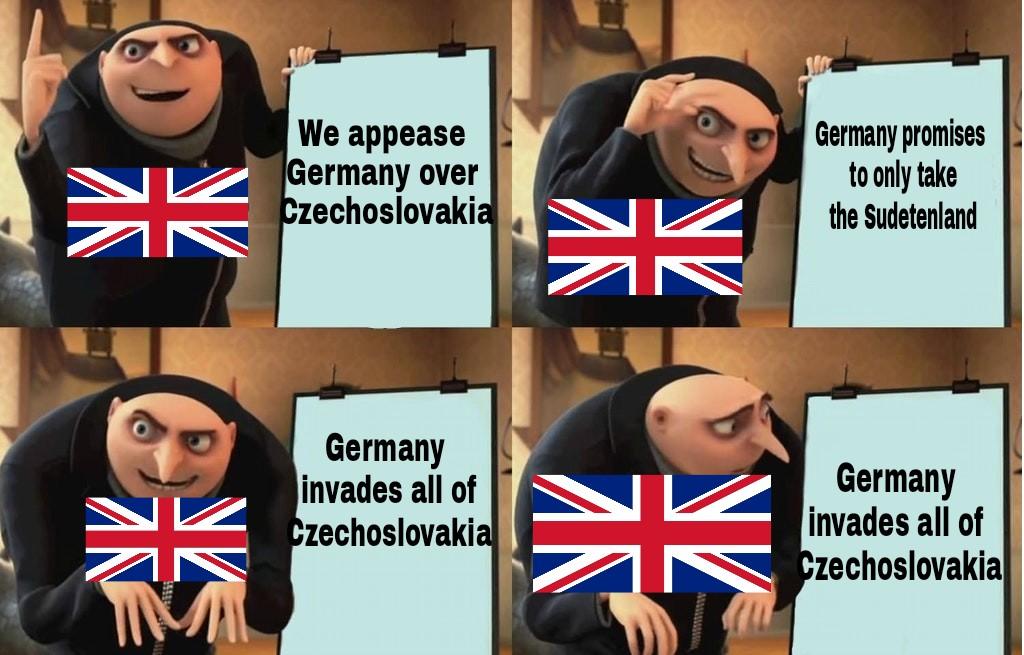 We appease
Germany over
Czechoslovakia
Germany promises
to only take
the Sudetenland
Germany
invades all of
Czechoslovakia
Germany
invades all of
Czechoslovakia